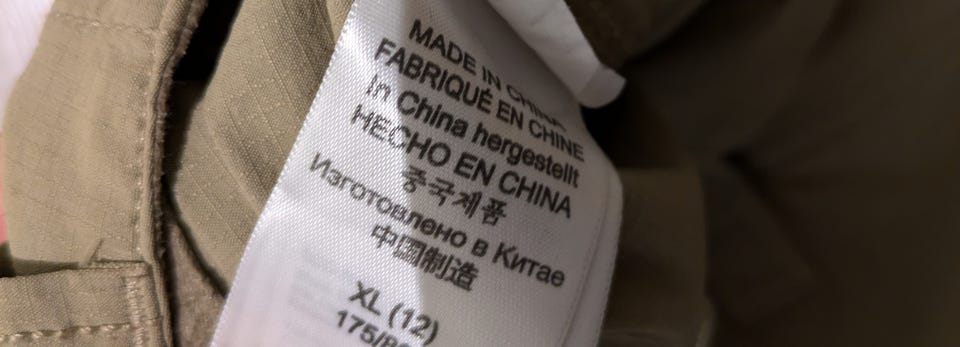 MADE IN CHINA
FABRIQUÉ EN CHINE
In China hergestellt
HECHO EN CHINA
중국제품
Изготовлено в Китае
中国制造
XL (12)